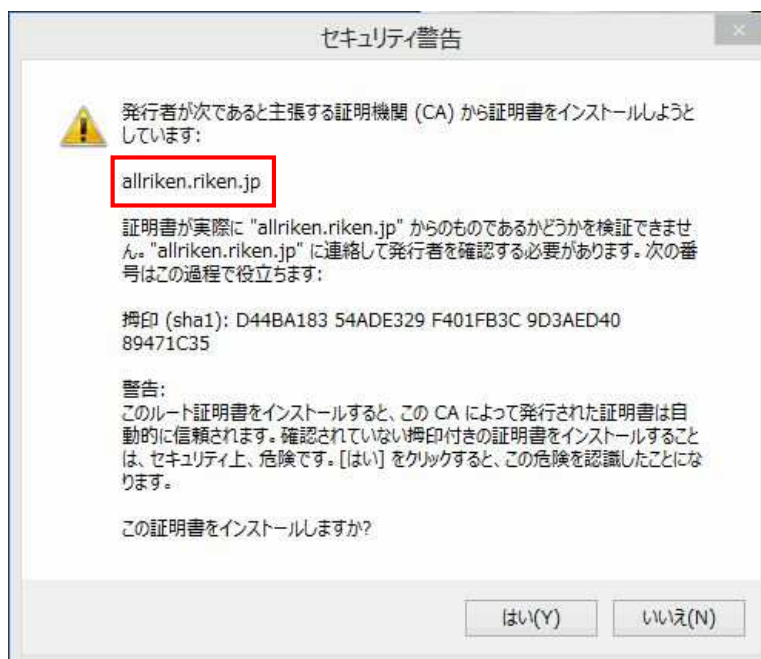 セキュリティ警告
発行者が次であると主張する証明機関 (CA) から証明書をインストールしようと
しています:
allriken.riken.jp
証明書が実際に "allriken.riken.jp" からのものであるかどうかを検証できませ
ん。"allriken.riken.jp" に連絡して発行者を確認する必要があります。次の番
号はこの過程で役立ちます:
拇印 (sha1): D44BA183 54ADE329 F401FB3C 9D3AED40
89471C35
警告:
このルート証明書をインストールすると、この CA によって発行された証明書は自
動的に信頼されます。確認されていない拇印付きの証明書をインストールすること
は、セキュリティ上、危険です。[はい] をクリックすると、この危険を認識したことにな
ります。
この証明書をインストールしますか?
はい(Y)
いいえ(N)